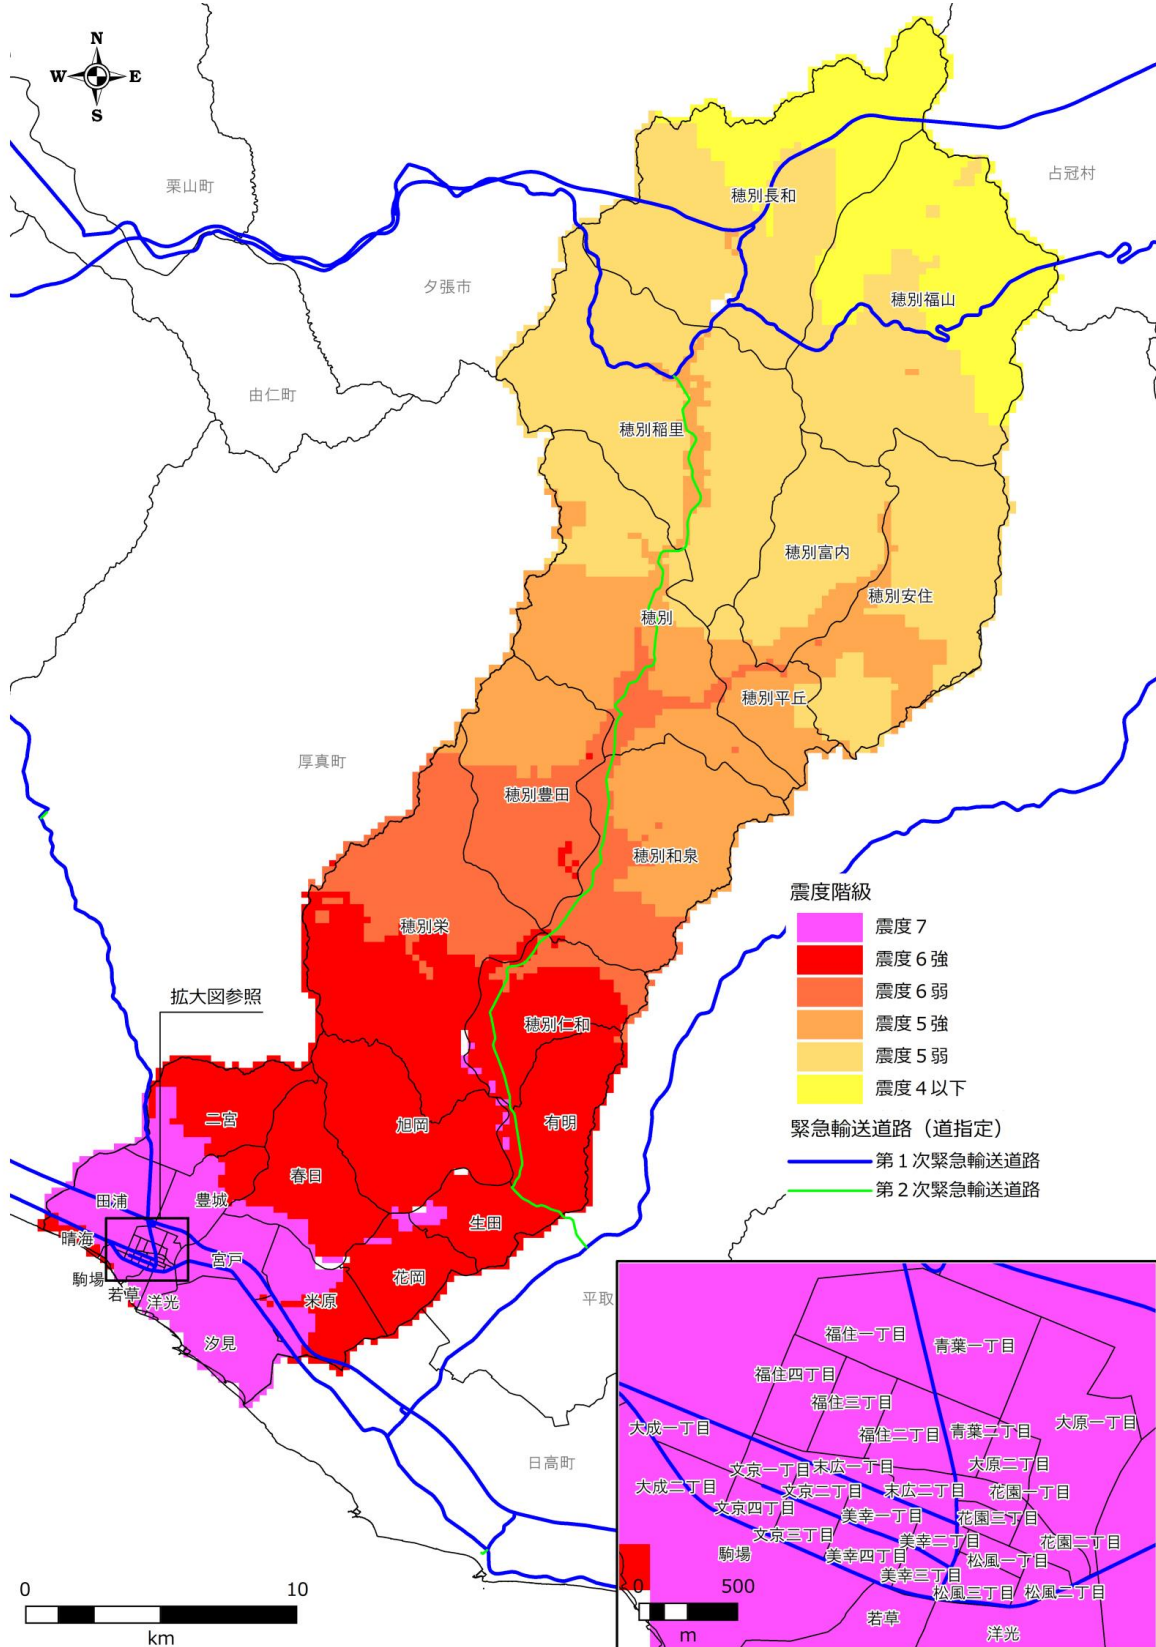 N
W E
S
栗山町
占冠村
穂別長和
夕張市
穂別福山
由仁町
穂別稲里
穂別富内
穂別安住
穂別
穂別平丘
厚真町
穂別豊田
穂別和泉
穂別栄
穂別仁和
拡大図参照
二宮
旭岡
有明
春日
田浦
豊城
生田
晴海
宮戸
駒場
花岡
若草
洋光
米原
汐見
平取
日高町
震度階級
震度7
震度6強
震度6弱
震度5強
震度5弱
震度4以下
緊急輸送道路（道指定）
第1次緊急輸送道路
第2次緊急輸送道路
福住一丁目
青葉一丁目
福住四丁目
福住三丁目
大原一丁目
大成一丁目
福住二丁目
青葉二丁目
文京一丁目
末広一丁目
大原二丁目
大成二丁目
文京二丁目
末広二丁目
花園一丁目
文京四丁目
美幸一丁目
花園三丁目
文京三丁目
美幸二丁目
花園二丁目
駒場
美幸四丁目
松風一丁目
美幸三丁目
松風三丁目
松風二丁目
若草
洋光
0 500
m
0 10
km